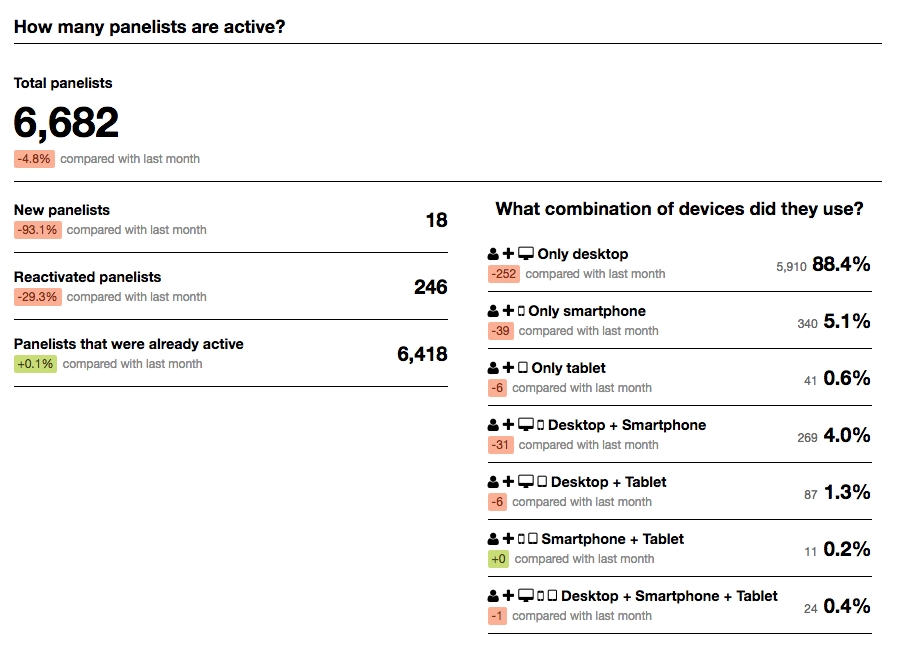 How many panelists are active?
Total panelists
6,682
-4.8% compared with last month
New panelists
-93.1% compared with last month
18
Reactivated panelists
-29.3% compared with last month
246
Panelists that were already active
+0.1% compared with last month
6,418
What combination of devices did they use?
Only desktop
-252 compared with last month
5,910 88.4%
Only smartphone
-39 compared with last month
340 5.1%
Only tablet
-6 compared with last month
41 0.6%
Desktop + Smartphone
-31 compared with last month
269 4.0%
Desktop + Tablet
-6 compared with last month
87 1.3%
Smartphone + Tablet
+0 compared with last month
11 0.2%
Desktop + Smartphone + Tablet
-1 compared with last month
24 0.4%